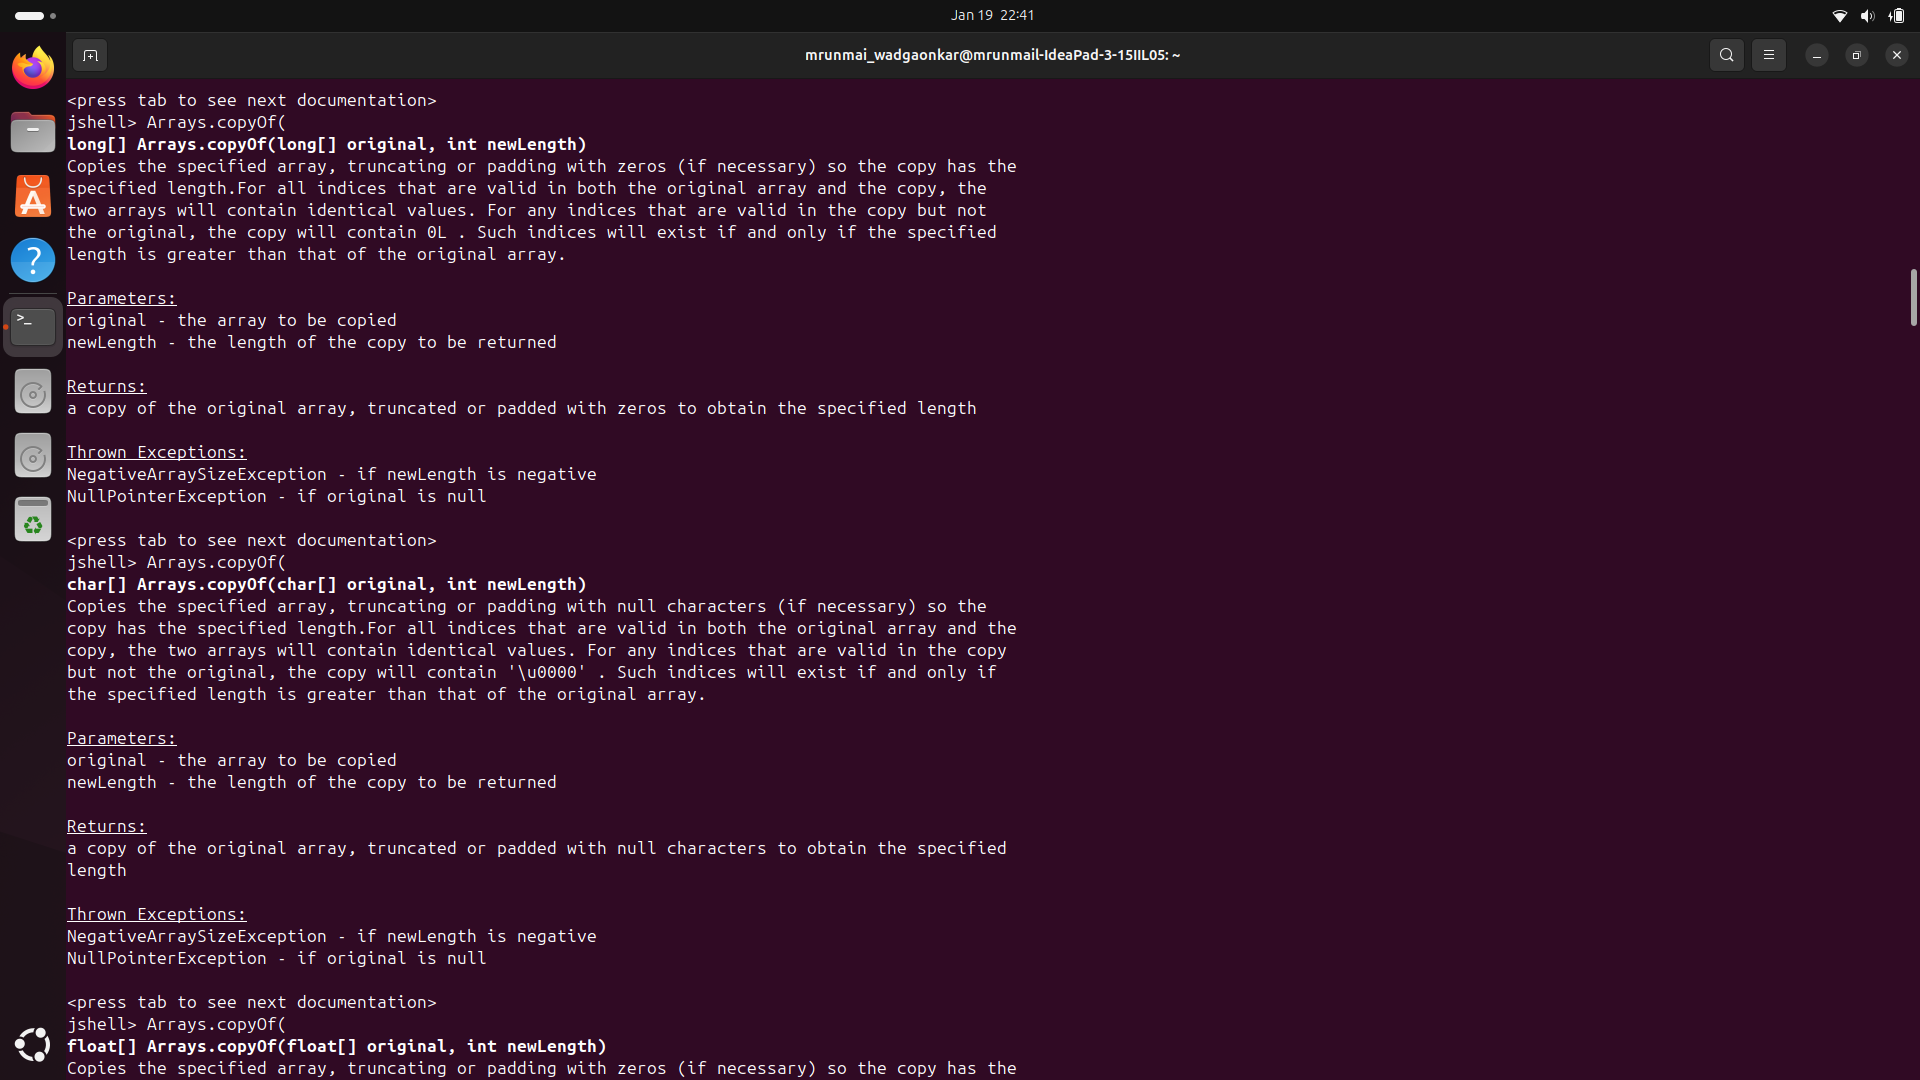 Jan 19 22:41
mrunmai_wadgaonkar@mrunmail-IdeaPad-3-15IIL05: ~
<press tab to see next documentation>
jshell> Arrays.copyOf(
long[] Arrays.copyOf(long[] original, int newLength)
Copies the specified array, truncating or padding with zeros (if necessary) so the copy has the
specified length.For all indices that are valid in both the original array and the copy, the
two arrays will contain identical values. For any indices that are valid in the copy but not
the original, the copy will contain 0L . Such indices will exist if and only if the specified
length is greater than that of the original array.
Parameters:
original - the array to be copied
newLength - the length of the copy to be returned
Returns:
a copy of the original array, truncated or padded with zeros to obtain the specified length
Thrown Exceptions:
NegativeArraySizeException - if newLength is negative
NullPointerException - if original is null
<press tab to see next documentation>
jshell> Arrays.copyOf(
char[] Arrays.copyOf(char[] original, int newLength)
Copies the specified array, truncating or padding with null characters (if necessary) so the
copy has the specified length.For all indices that are valid in both the original array and the
copy, the two arrays will contain identical values. For any indices that are valid in the copy
but not the original, the copy will contain '\u0000' . Such indices will exist if and only if
the specified length is greater than that of the original array.
Parameters:
original - the array to be copied
newLength - the length of the copy to be returned
Returns:
a copy of the original array, truncated or padded with null characters to obtain the specified
length
Thrown Exceptions:
NegativeArraySizeException - if newLength is negative
NullPointerException - if original is null
<press tab to see next documentation>
jshell> Arrays.copyOf(
float[] Arrays.copyOf(float[] original, int newLength)
Copies the specified array, truncating or padding with zeros (if necessary) so the copy has the